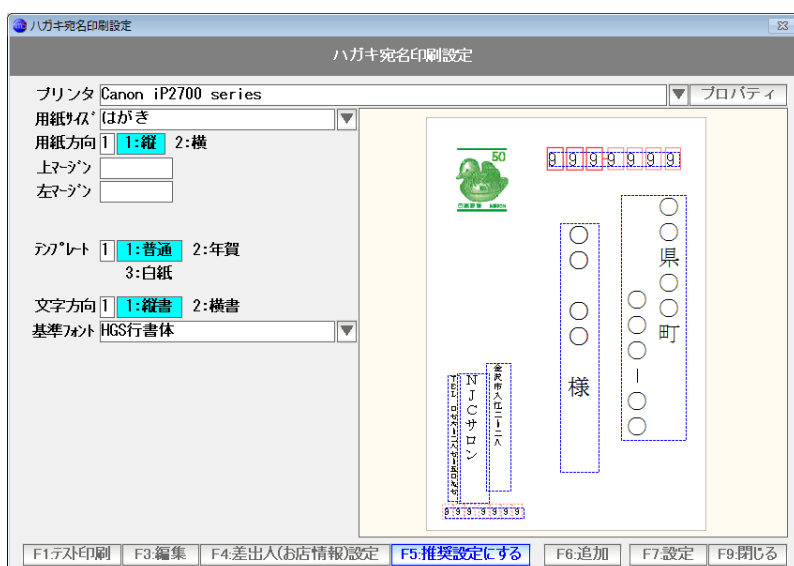 ハガキ宛名印刷設定
ハガキ宛名印刷設定
プリンタ Canon iP2700 series プロパティ
用紙ｻｲｽﾞ はがき
用紙方向 1 1:縦 2:横
上ﾏｰｼﾞﾝ
左ﾏｰｼﾞﾝ
ﾃﾝﾌﾟﾚｰﾄ 1 1:普通 2:年賀
3:白紙
文字方向 1 1:縦書 2:横書
基準ﾌｫﾝﾄ HGS行書体
50
9 9 9 9 9 9 9
〇〇県〇〇町
〇〇〇－〇〇
〇〇 〇〇 様
金沢市入江二ー二八
NJCサロン
9 9 9 9 9 9 9
F1:ﾃｽﾄ印刷 F3:編集 F4:差出人(お店情報)設定 F5:推奨設定にする F6:追加 F7:設定 F9:閉じる